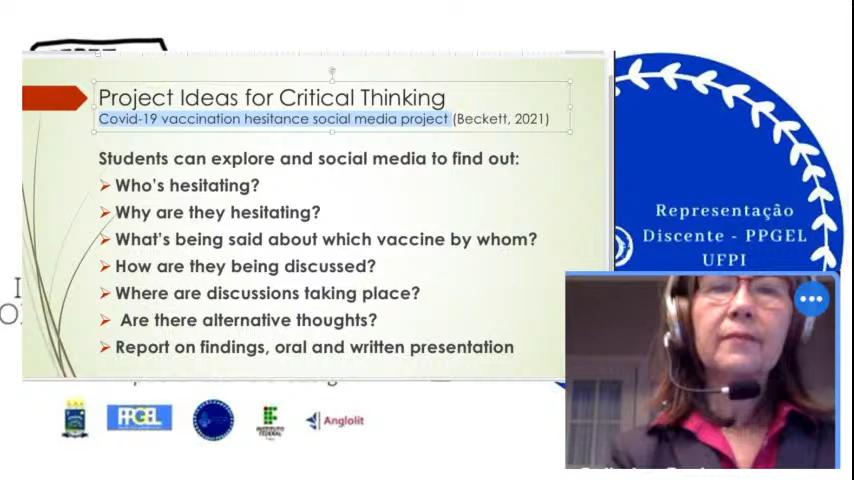 Project Ideas for Critical Thinking
Covid-19 vaccination hesitance social media project (Beckett, 2021)
Students can explore and social media to find out:
Who's hesitating?
Why are they hesitating?
What's being said about which vaccine by whom?
How are they being discussed?
Where are discussions taking place?
Are there alternative thoughts?
Report on findings, oral and written presentation
Representação
Discente - PPGEL
UFPI
PPGEL
INSTITUTO
FEDERAL
Anglolit